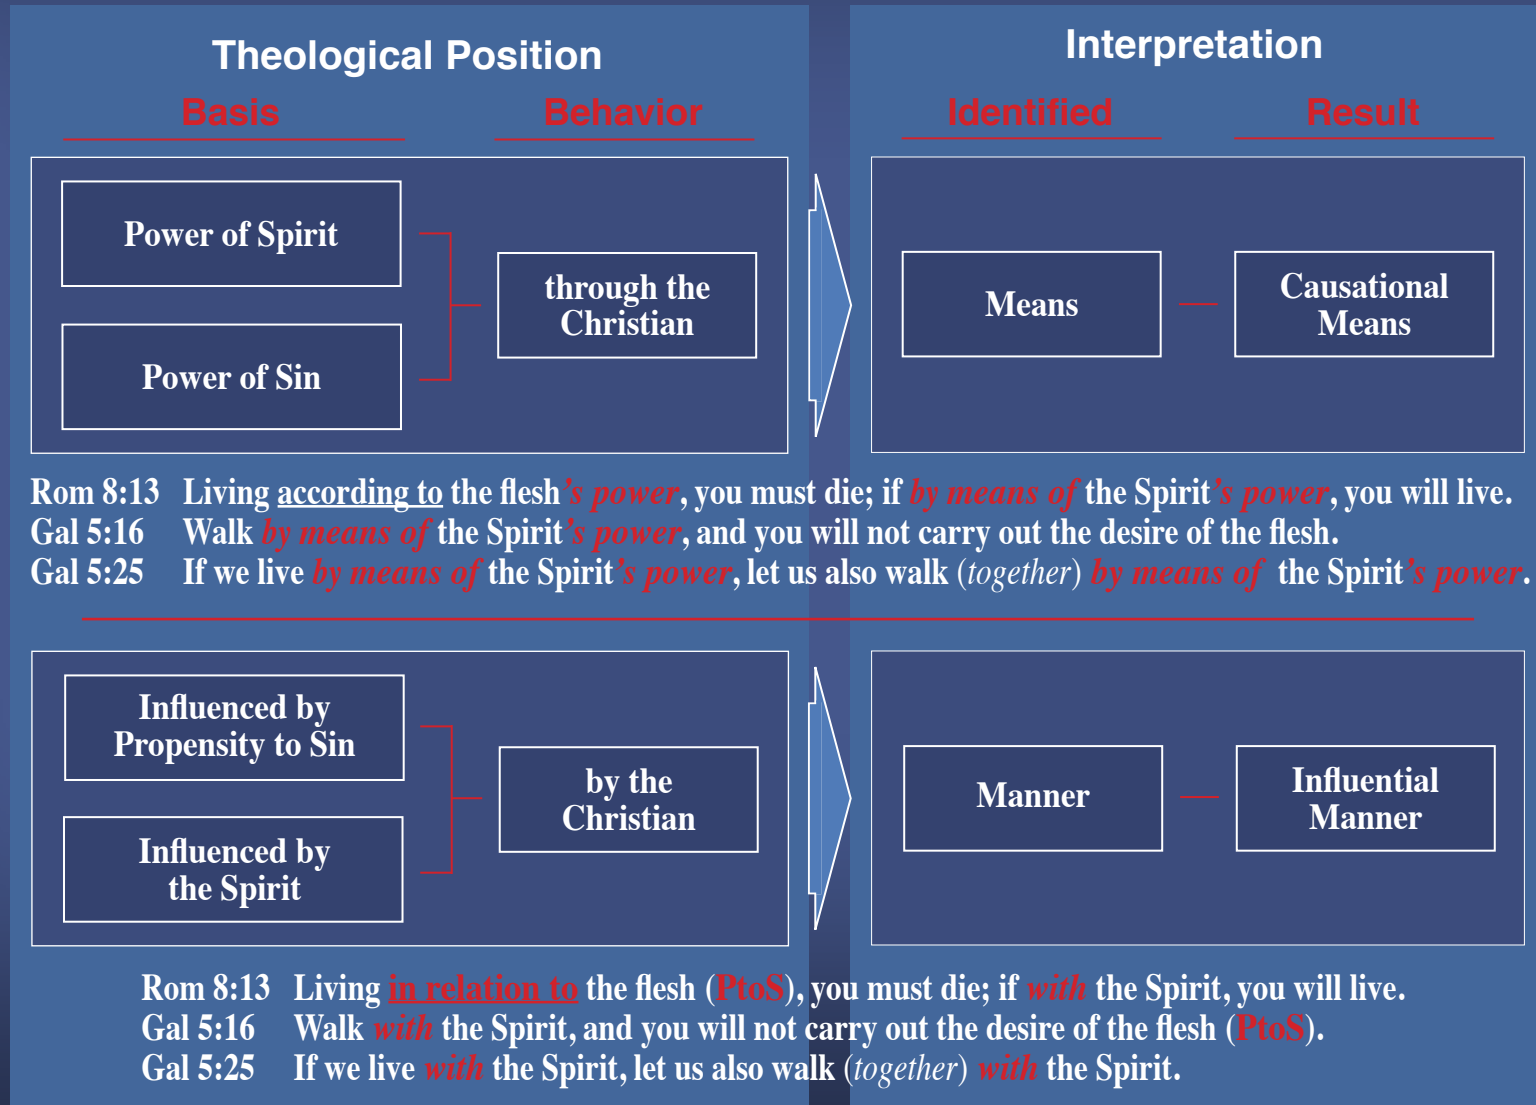 Theological Position
Interpretation
Basis
Behavior
Identified
Result
Power of Spirit
Power of Sin
through the
Christian
Means
Causational
Means
Rom 8:13 Living according to the flesh's power, you must die; if by means of the Spirit's power, you will live.
Gal 5:16 Walk by means of the Spirit's power, and you will not carry out the desire of the flesh.
Gal 5:25 If we live by means of the Spirit's power, let us also walk (together) by means of the Spirit's power.
Influenced by
Propensity to Sin
Influenced by
the Spirit
by the
Christian
Manner
Influential
Manner
Rom 8:13 Living in relation to the flesh (PtoS), you must die; if with the Spirit, you will live.
Gal 5:16 Walk with the Spirit, and you will not carry out the desire of the flesh (PtoS).
Gal 5:25 If we live with the Spirit, let us also walk (together) with the Spirit.